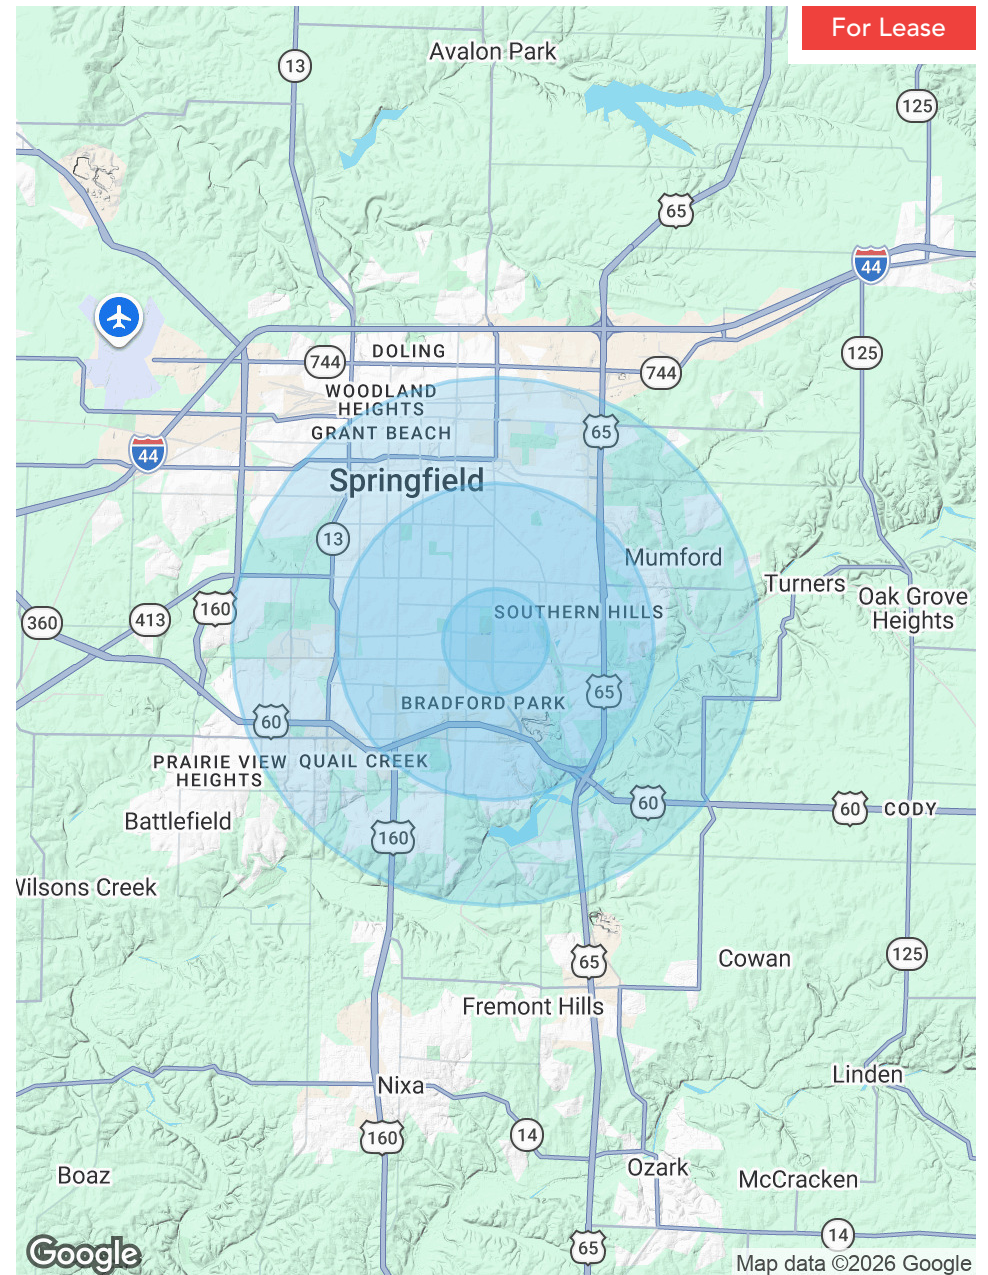 For Lease
Avalon Park
13
125
65
44
744
DOLING
744
125
WOODLAND
HEIGHTS
GRANT BEACH
65
44
Springfield
13
Mumford
Turners
Oak Grove
Heights
160
SOUTHERN HILLS
413
360
65
BRADFORD PARK
60
PRAIRIE VIEW
HEIGHTS
QUAIL CREEK
60
60
CODY
Battlefield
160
Wilsons Creek
65
Cowan
125
Fremont Hills
Nixa
Linden
160
14
Boaz
Ozark
McCracken
65
14
Google
Map data ©2026 Google